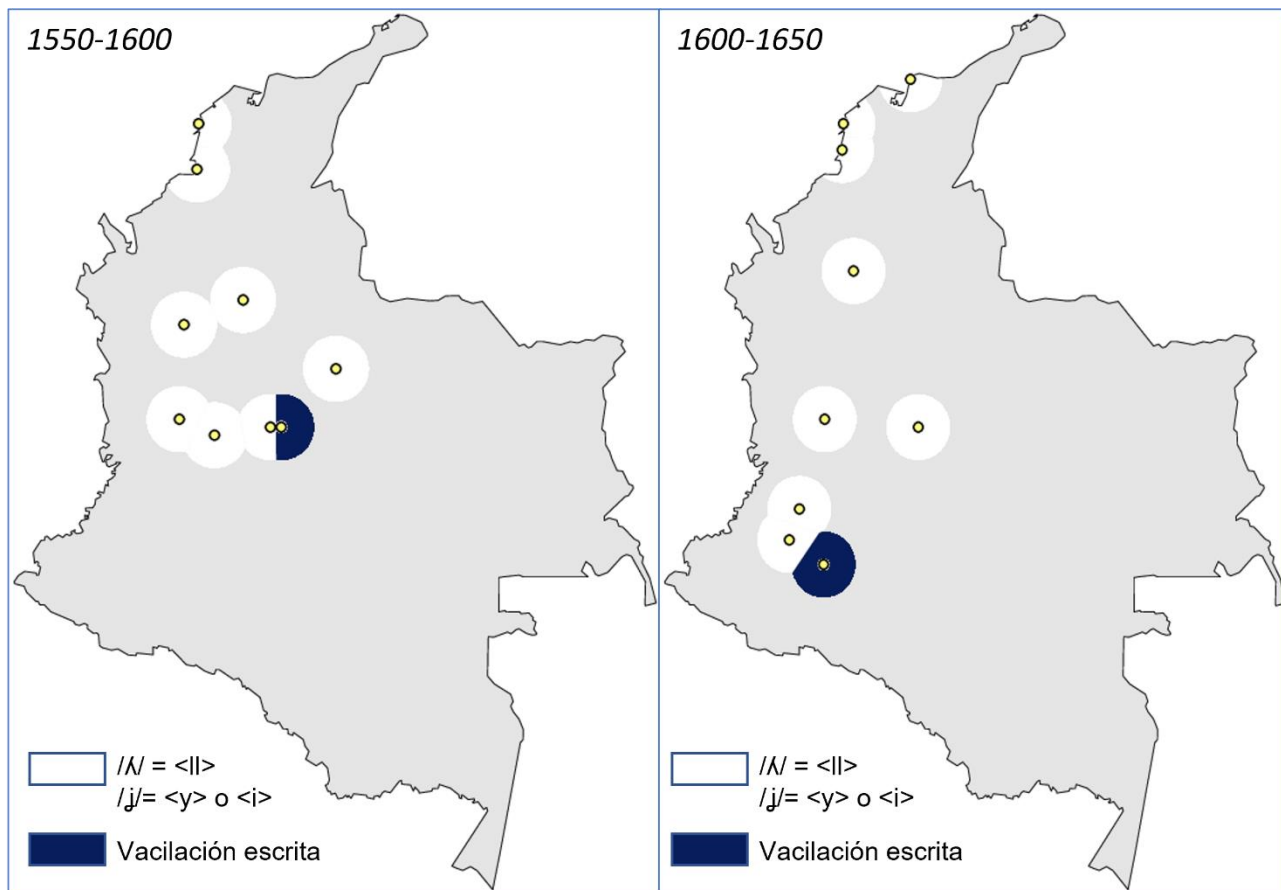 1550-1600
/ʎ/ = <ll>
/ʝ/= <y> o <i>
Vacilación escrita
1600-1650
/ʎ/ = <ll>
/ʝ/= <y> o <i>
Vacilación escrita